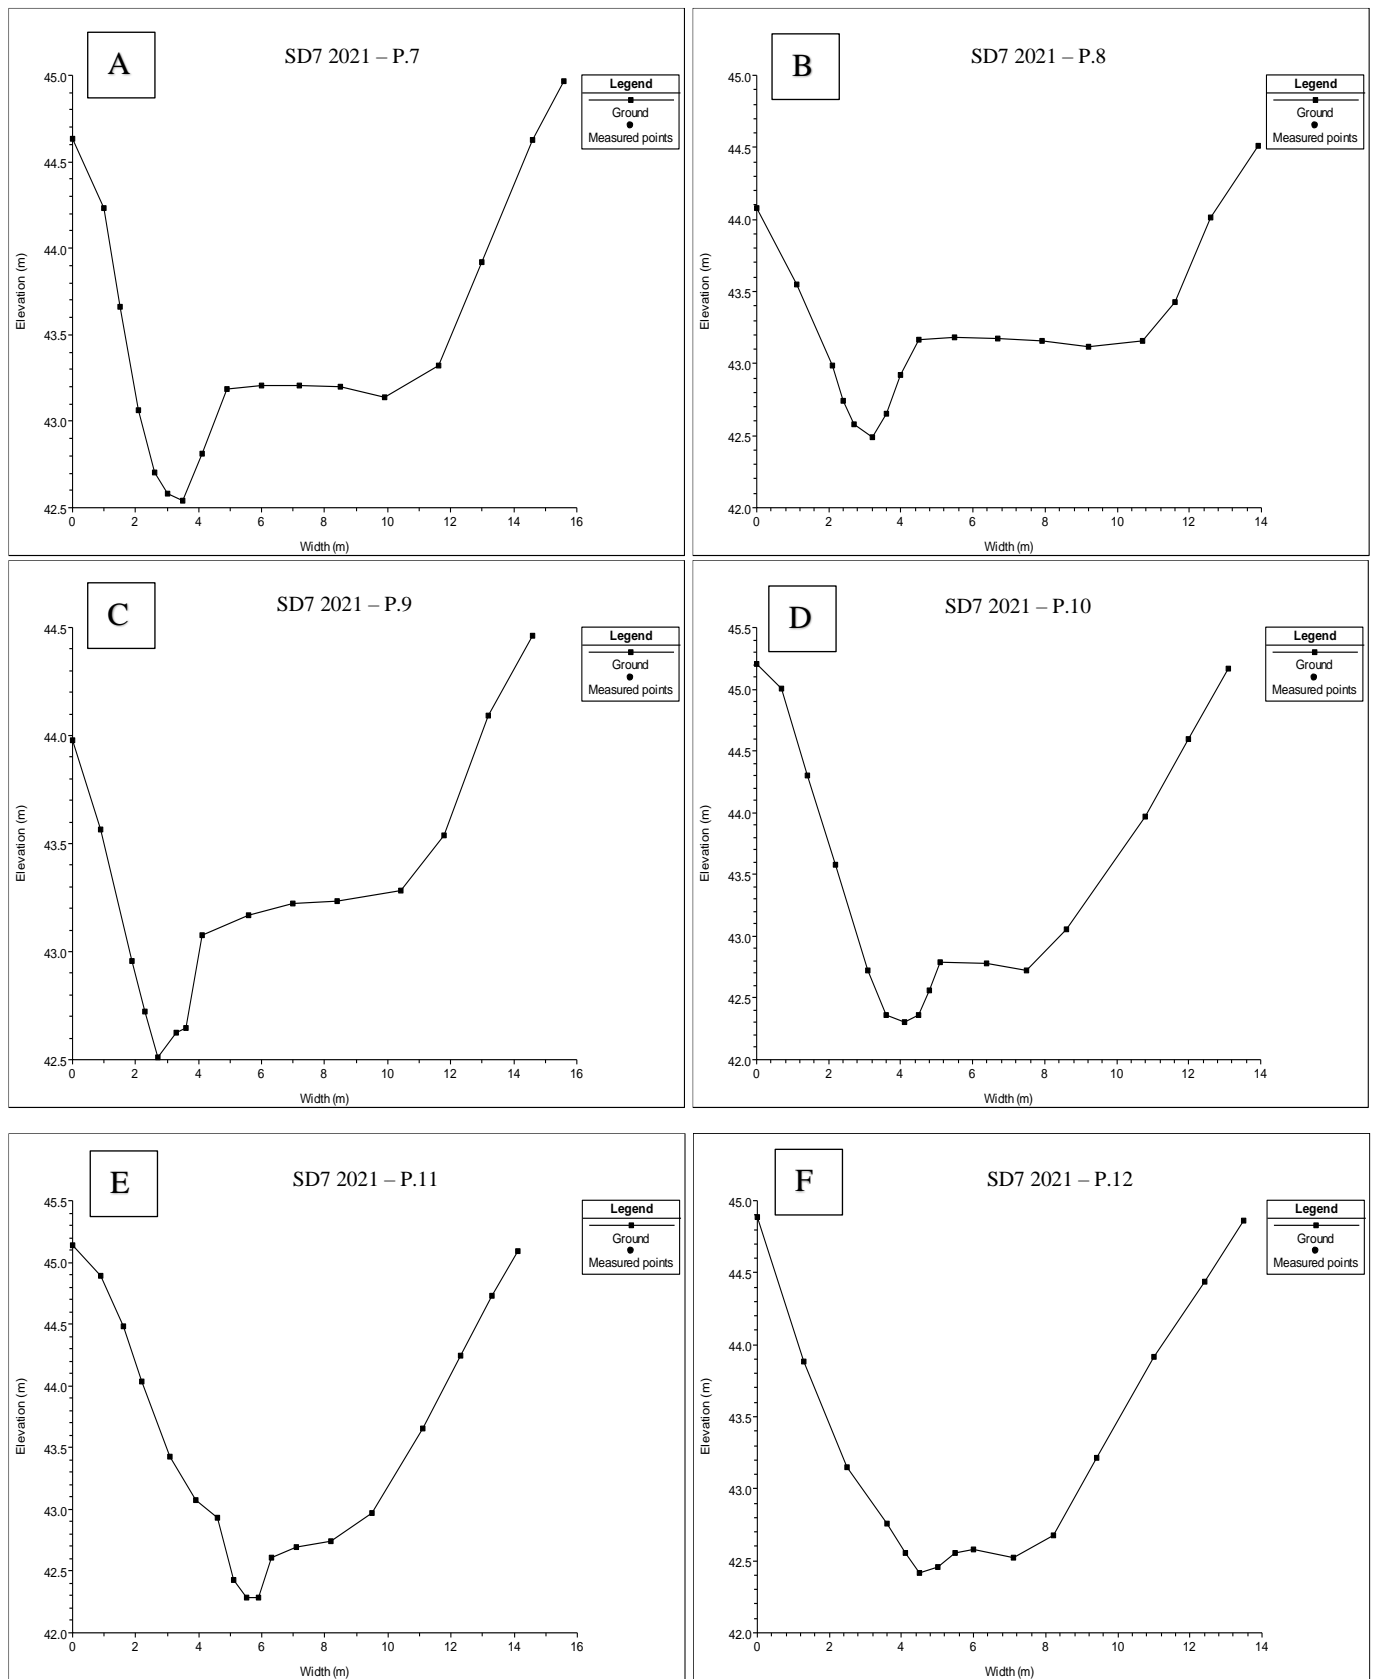 A
SD7 2021 – P.7
Legend
Ground
Measured points
45.0
44.5
44.0
43.5
43.0
42.5
Elevation (m)
0 2 4 6 8 10 12 14 16
Width (m)
B
SD7 2021 – P.8
Legend
Ground
Measured points
45.0
44.5
44.0
43.5
43.0
42.5
42.0
Elevation (m)
0 2 4 6 8 10 12 14
Width (m)
C
SD7 2021 – P.9
Legend
Ground
Measured points
44.5
44.0
43.5
43.0
42.5
Elevation (m)
0 2 4 6 8 10 12 14 16
Width (m)
D
SD7 2021 – P.10
Legend
Ground
Measured points
45.5
45.0
44.5
44.0
43.5
43.0
42.5
42.0
Elevation (m)
0 2 4 6 8 10 12 14
Width (m)
E
SD7 2021 – P.11
Legend
Ground
Measured points
45.5
45.0
44.5
44.0
43.5
43.0
42.5
42.0
Elevation (m)
0 2 4 6 8 10 12 14 16
Width (m)
F
SD7 2021 – P.12
Legend
Ground
Measured points
45.0
44.5
44.0
43.5
43.0
42.5
42.0
Elevation (m)
0 2 4 6 8 10 12 14
Width (m)